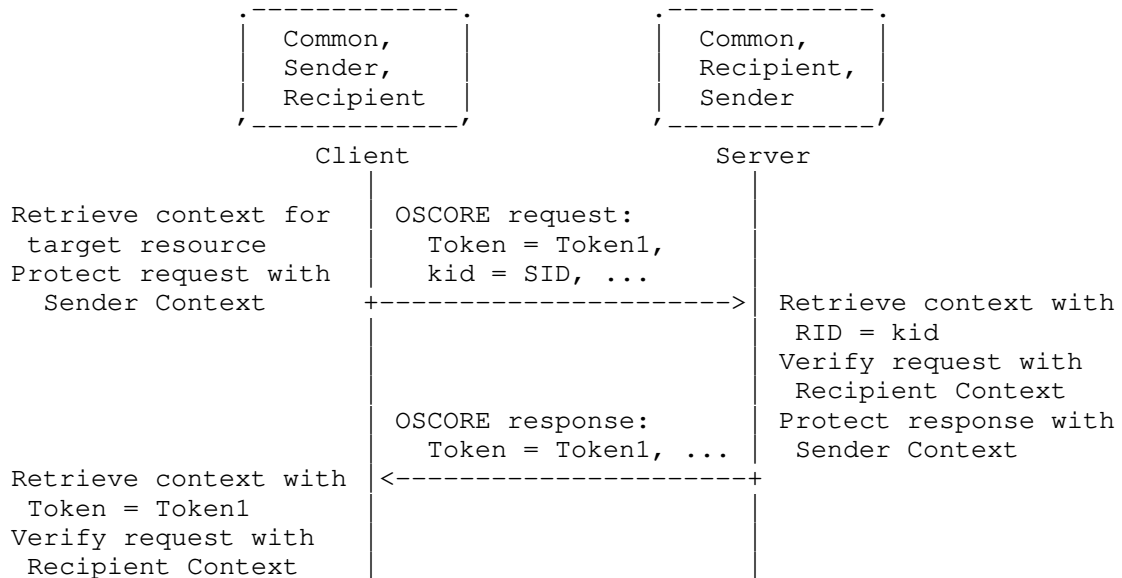 Common, Common,
Sender, Recipient,
Recipient Sender
Client Server
Retrieve context for OSCORE request:
target resource Token = Token1,
Protect request with kid = SID, ...
Sender Context Retrieve context with
RID = kid
Verify request with
Recipient Context
OSCORE response: Protect response with
Token = Token1, ... Sender Context
Retrieve context with
Token = Token1
Verify request with
Recipient Context